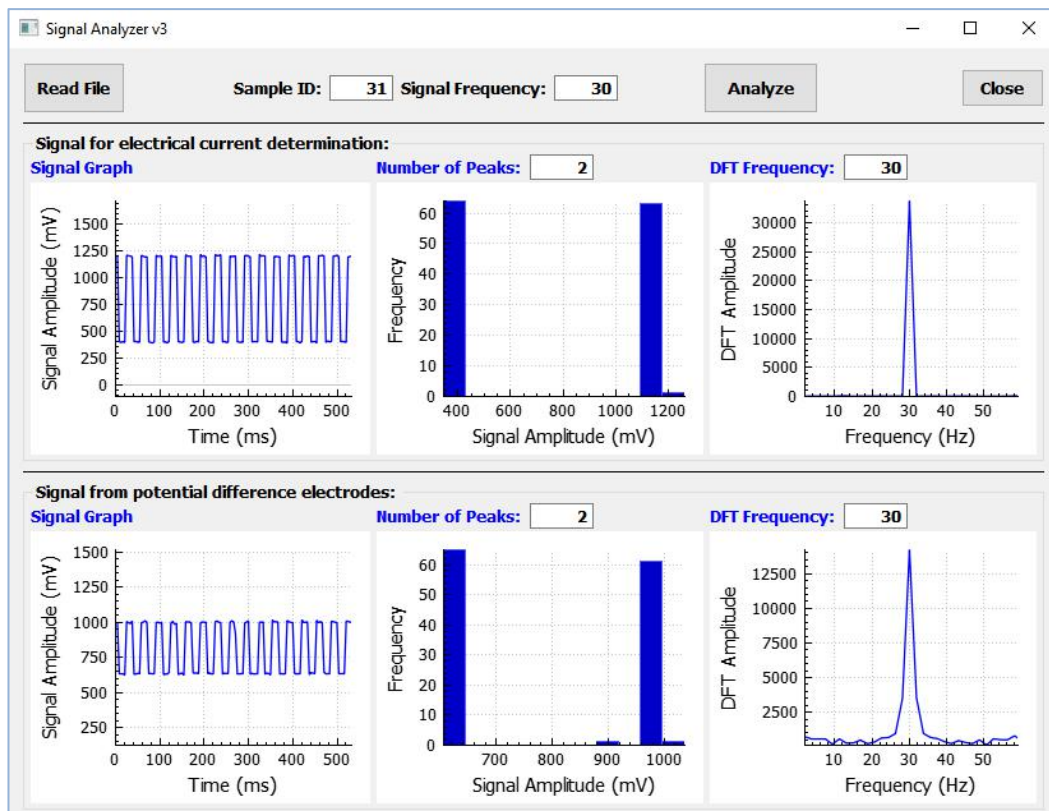 Signal Analyzer v3
Read File Sample ID: 31 Signal Frequency: 30 Analyze Close
Signal for electrical current determination:
Signal Graph Number of Peaks: 2 DFT Frequency: 30
Signal Amplitude (mV)
1500
1250
1000
750
500
250
0
0 100 200 300 400 500
Time (ms)
Frequency
60
50
40
30
20
10
0
400 600 800 1000 1200
Signal Amplitude (mV)
DFT Amplitude
30000
25000
20000
15000
10000
5000
0
10 20 30 40 50
Frequency (Hz)
Signal from potential difference electrodes:
Signal Graph Number of Peaks: 2 DFT Frequency: 30
Signal Amplitude (mV)
1500
1250
1000
750
500
250
0 100 200 300 400 500
Time (ms)
Frequency
60
50
40
30
20
10
0
700 800 900 1000
Signal Amplitude (mV)
DFT Amplitude
12500
10000
7500
5000
2500
10 20 30 40 50
Frequency (Hz)